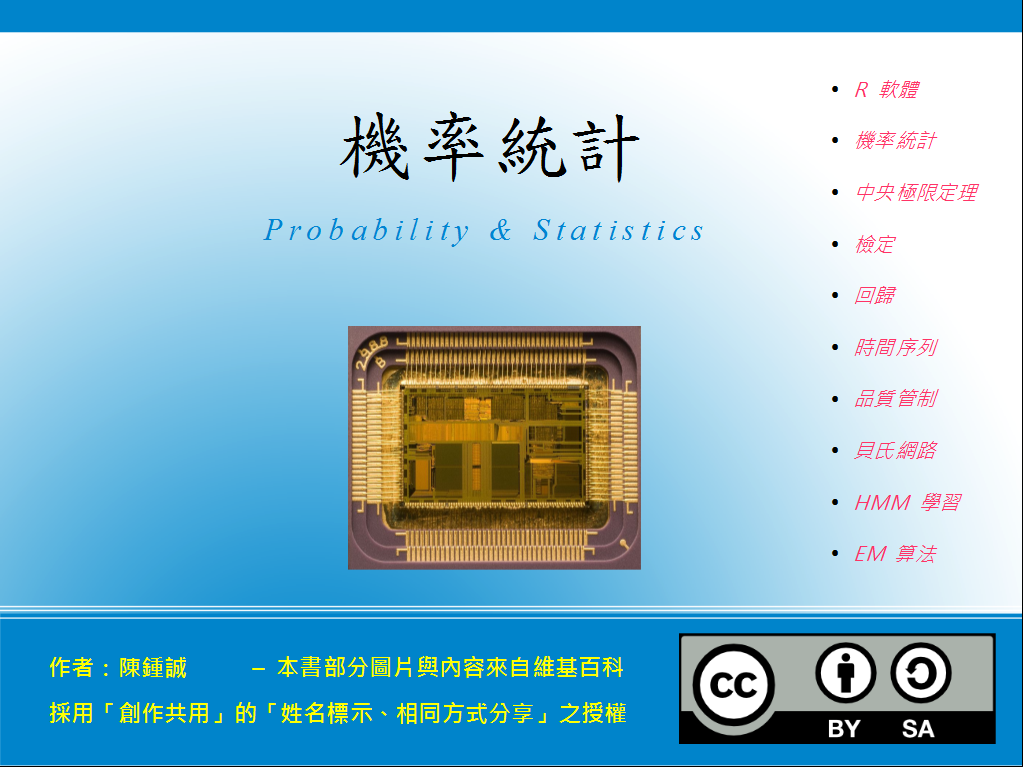 機率統計
Probability & Statistics
R 軟體
機率統計
中央極限定理
檢定
回歸
時間序列
品質管制
貝氏網路
HMM 學習
EM 算法
作者：陳鍾誠 – 本書部分圖片與內容來自維基百科
採用「創作共用」的「姓名標示、相同方式分享」之授權
cc
BY SA